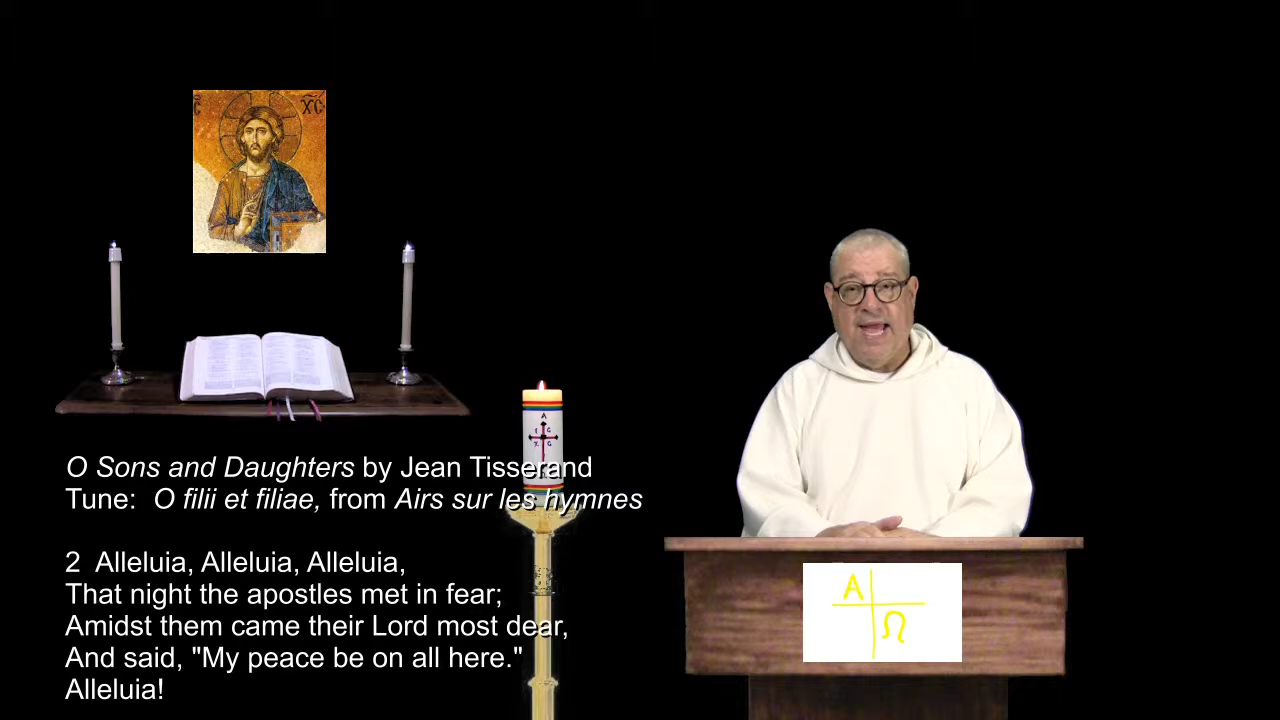 C XC
O Sons and Daughters by Jean Tisserand
Tune: O filii et filiae, from Airs sur les hymnes
2 Alleluia, Alleluia, Alleluia,
That night the apostles met in fear;
Amidst them came their Lord most dear,
And said, "My peace be on all here."
Alleluia!
A
Α
Ω